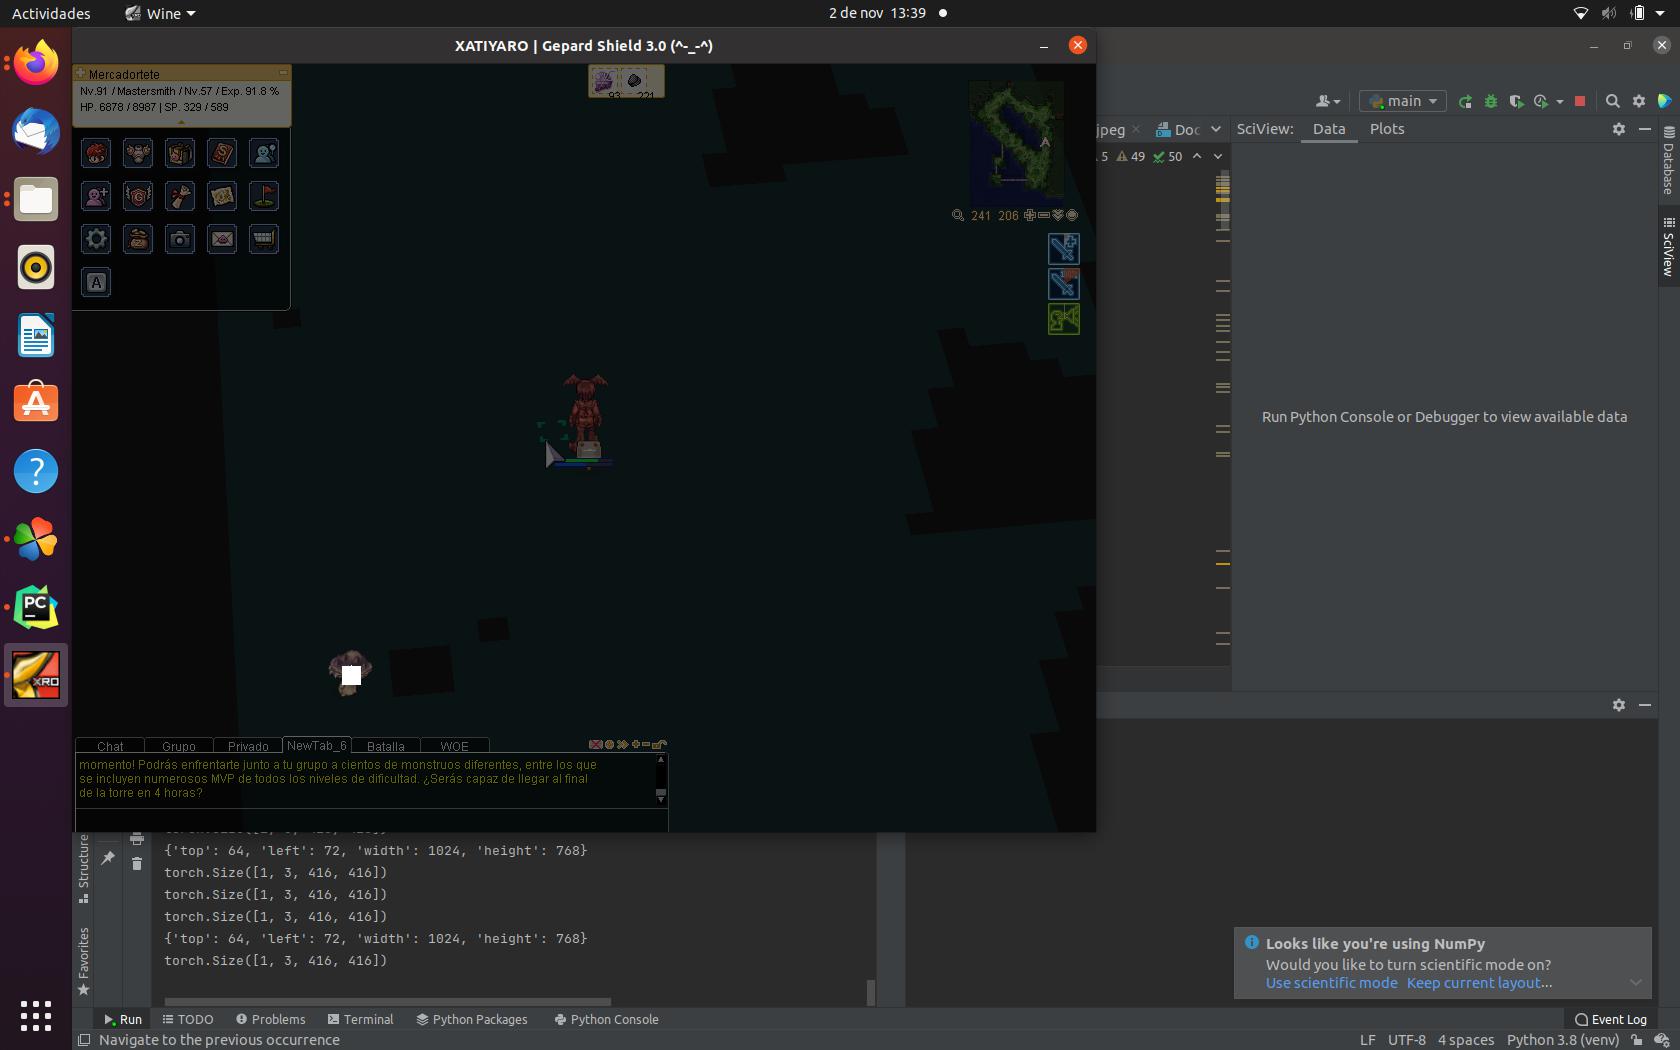 Actividades
Wine
2 de nov 13:39
XATIYARO | Gepard Shield 3.0 (^-_-^)
Mercadortete
Nv.91 / Mastersmith / Nv.57 / Exp. 91.8 %
HP. 6878 / 8987 | SP. 329 / 589
93
221
241 206
A
main
jpeg
Doc
SciView:
Data
Plots
5
49
50
Database
SciView
Run Python Console or Debugger to view available data
PC
XRO
Chat
Grupo
Privado
NewTab_6
Batalla
WOE
momento! Podrás enfrentarte junto a tu grupo a cientos de monstruos diferentes, entre los que
se incluyen numerosos MVP de todos los niveles de dificultad. ¿Serás capaz de llegar al final
de la torre en 4 horas?
Structure
Favorites
{'top': 64, 'left': 72, 'width': 1024, 'height': 768}
torch.Size([1, 3, 416, 416])
torch.Size([1, 3, 416, 416])
torch.Size([1, 3, 416, 416])
{'top': 64, 'left': 72, 'width': 1024, 'height': 768}
torch.Size([1, 3, 416, 416])
Looks like you're using NumPy
Would you like to turn scientific mode on?
Use scientific mode Keep current layout...
Run
TODO
Problems
Terminal
Python Packages
Python Console
Event Log
Navigate to the previous occurrence
LF UTF-8 4 spaces Python 3.8 (venv)